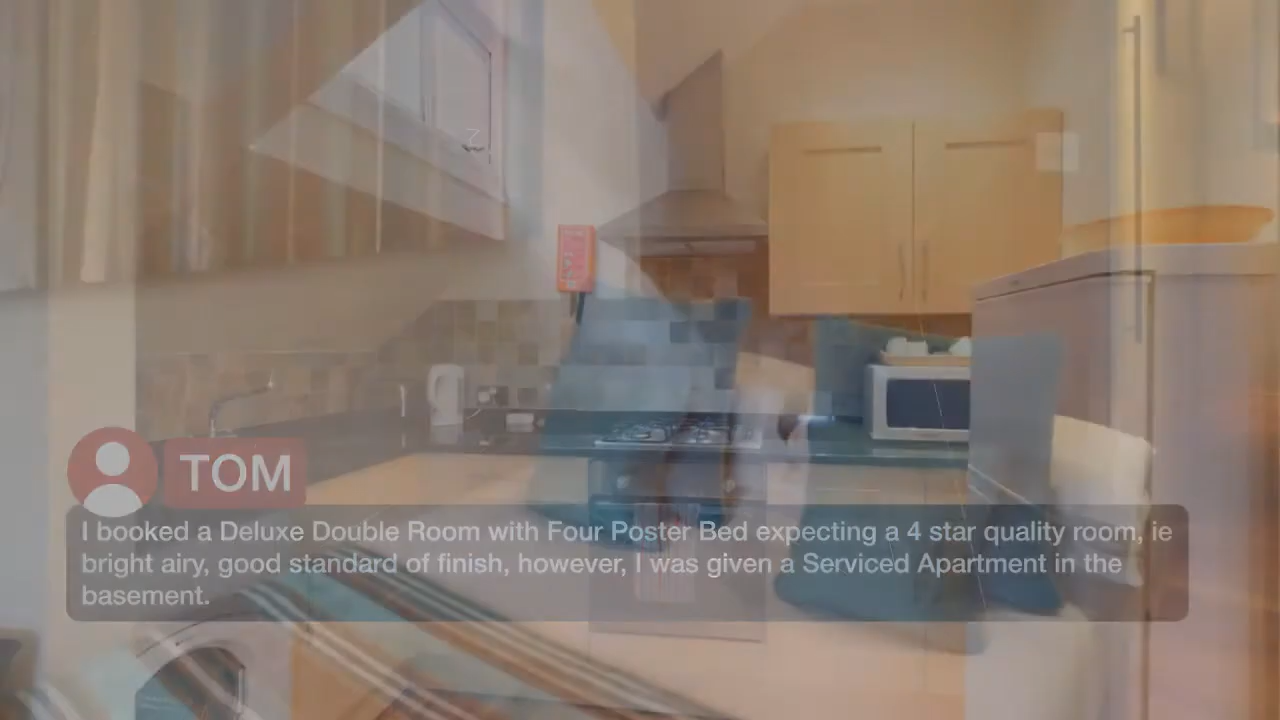 TOM
I booked a Deluxe Double Room with Four Poster Bed expecting a 4 star quality room, ie
bright airy, good standard of finish, however, I was given a Serviced Apartment in the
basement.